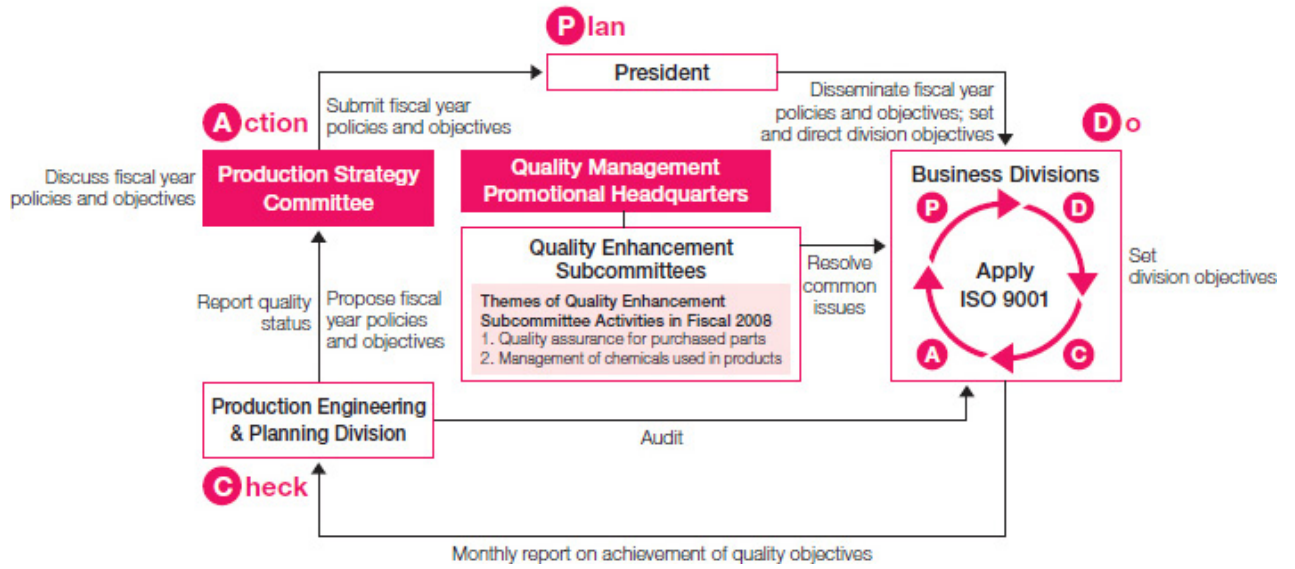 Plan
President
Submit fiscal year
policies and objectives
Disseminate fiscal year
policies and objectives; set
and direct division objectives
Action
Do
Discuss fiscal year
policies and objectives
Production Strategy
Committee
Quality Management
Promotional Headquarters
Quality Enhancement
Subcommittees
Themes of Quality Enhancement
Subcommittee Activities in Fiscal 2008
1. Quality assurance for purchased parts
2. Management of chemicals used in products
Resolve
common
issues
Business Divisions
P
D
Apply
ISO 9001
A
C
Set
division objectives
Report quality
status
Propose fiscal
year policies
and objectives
Production Engineering
& Planning Division
Audit
Check
Monthly report on achievement of quality objectives